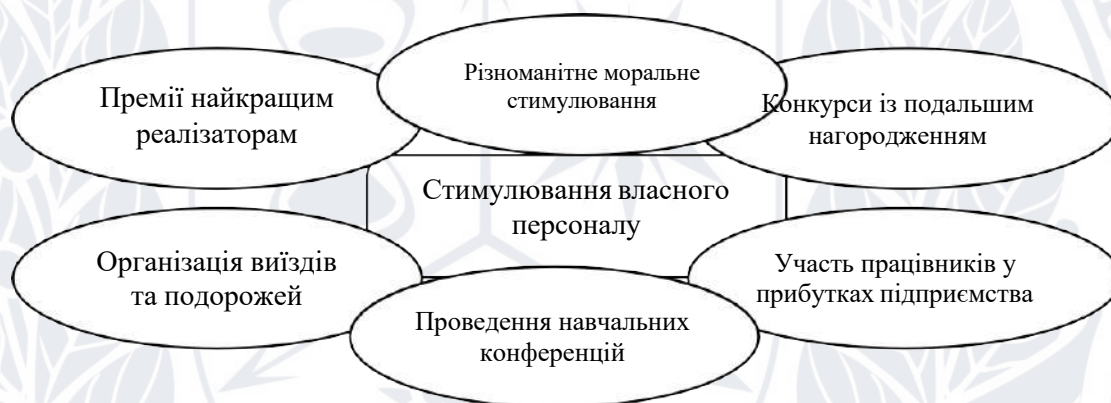 Премії найкращим
реалізаторам
Різноманітне моральне
стимулювання
Конкурси із подальшим
нагородженням
Стимулювання власного
персоналу
Організація виїздів
та подорожей
Проведення навчальних
конференцій
Участь працівників у
прибутках підприємства